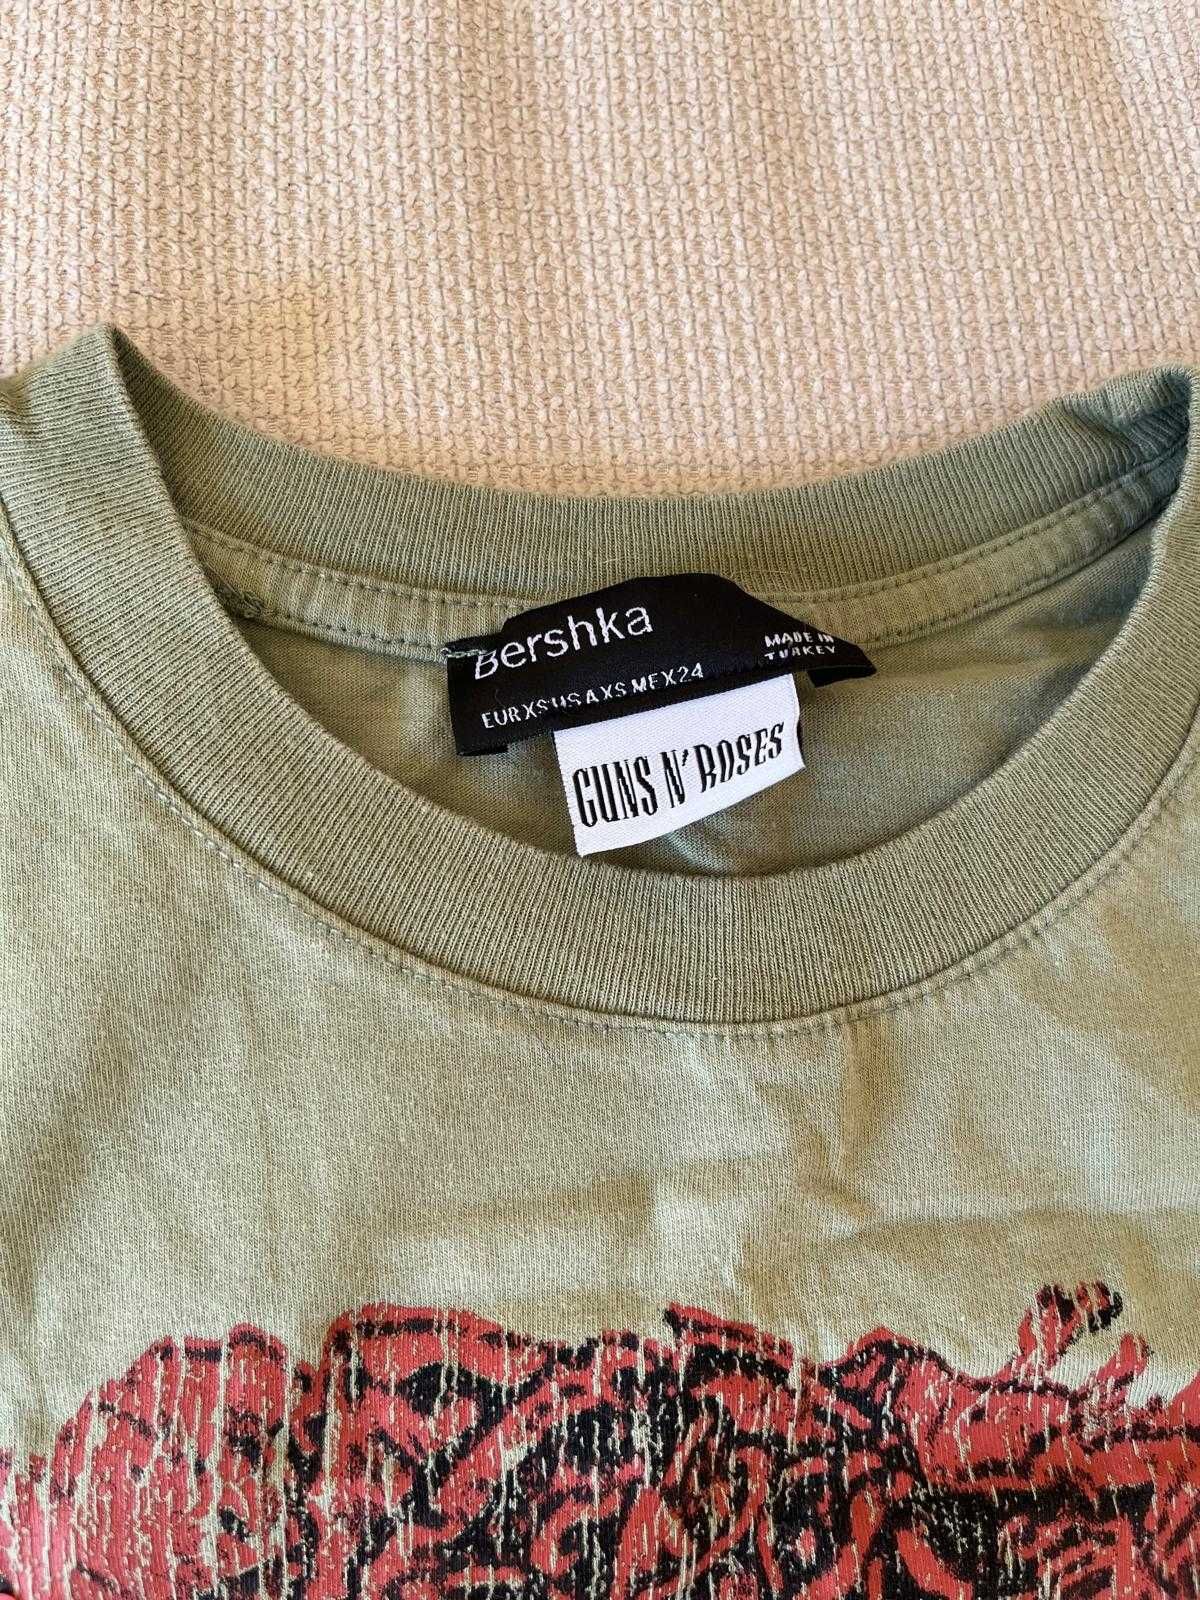 Bershka
MADE IN
TURKEY
EUR XS USA XS MEX 24
GUNS N' ROSES